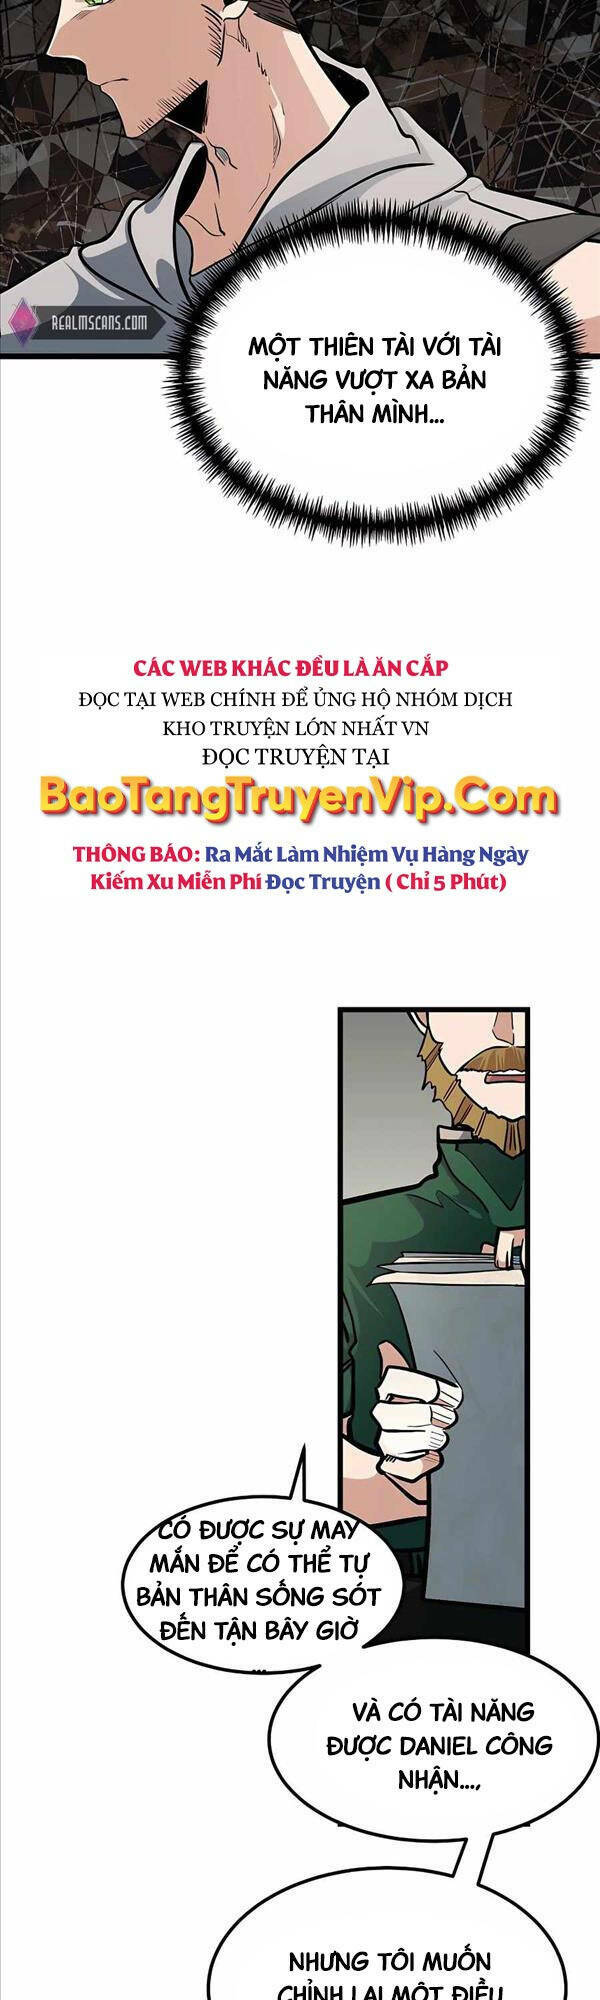 REALMSCANS.COM
MỘT THIÊN TÀI VỚI TÀI
NĂNG VƯỢT XA BẢN
THÂN MÌNH...
CÁC WEB KHÁC ĐỀU LÀ ĂN CẮP
ĐỌC TẠI WEB CHÍNH ĐỂ ỦNG HỘ NHÓM DỊCH
KHO TRUYỆN LỚN NHẤT VN
ĐỌC TRUYỆN TẠI
BaoTangTruyenVip.Com
THÔNG BÁO: Ra Mắt Làm Nhiệm Vụ Hàng Ngày
Kiếm Xu Miễn Phí Đọc Truyện ( Chỉ 5 Phút)
CÓ ĐƯỢC SỰ MAY
MẮN ĐỂ CÓ THỂ TỰ
BẢN THÂN SỐNG SÓT
ĐẾN TẬN BÂY GIỜ
...
VÀ CÓ TÀI NĂNG
ĐƯỢC DANIEL CÔNG
NHẬN...,
NHƯNG TÔI MUỐN
CHỈNH LẠI MỘT ĐIỀU